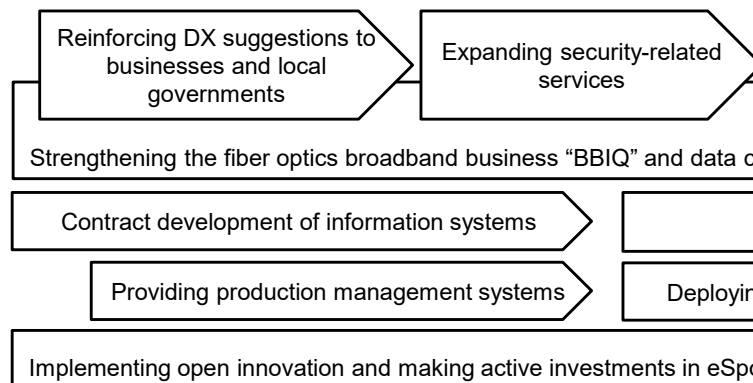 Reinforcing DX suggestions to
businesses and local
governments
Expanding security-related
services
Strengthening the fiber optics broadband business “BBIQ” and data
Contract development of information systems
Providing production management systems
Implementing open innovation and making active investments in